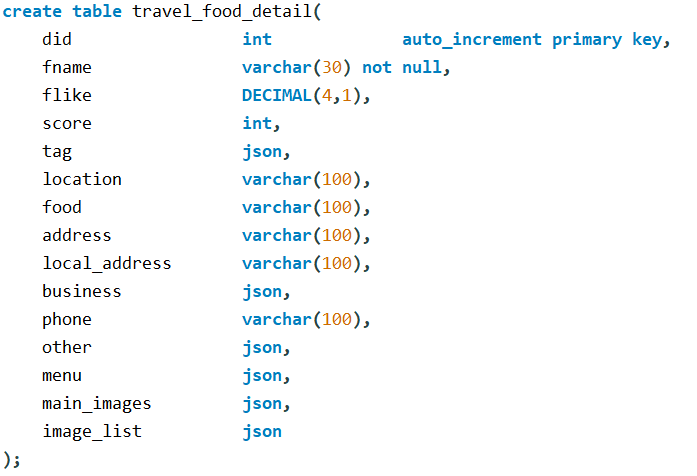 create table travel_food_detail(
    did                 int             auto_increment primary key,
    fname               varchar(30) not null,
    flike               DECIMAL(4,1),
    score               int,
    tag                 json,
    location            varchar(100),
    food                varchar(100),
    address             varchar(100),
    local_address       varchar(100),
    business            json,
    phone               varchar(100),
    other               json,
    menu                json,
    main_images         json,
    image_list          json
);